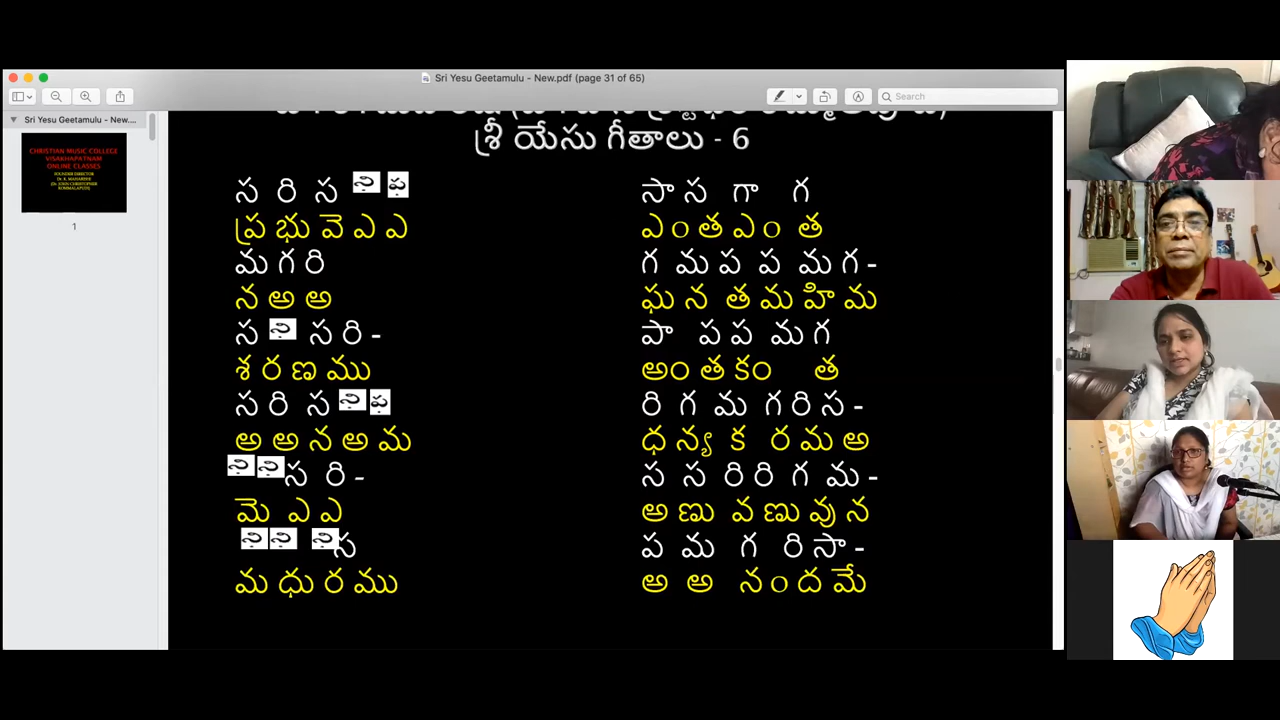 Sri Yesu Geetamulu - New.pdf (page 31 of 65)
Search
Sri Yesu Geetamulu - New....
CHRISTIAN MUSIC COLLEGE
VISAKHAPATNAM
ONLINE CLASSES
1
శ్రీ యేసు గీతాలు - 6
స రి స ని ప
ప్ర భు వె ఎ ఎ
మ గ రి
న అ అ
స ని స రి -
శ ర ణ ము
స రి స ని ప
అ అ న అ మ
ని ని స రి -
మె ఎ ఎ
ని ని ని స
మ ధు ర ము
సా స గా గ
ఎ ం త ఎ ం త
గ మ ప ప మ గ -
ఘ న త మ హి మ
పా ప ప మ గ
అం త కం త
రి గ మ గ రి స -
ధ న్య క ర మ అ
స స రి రి గ మ -
అ ణు వ ణు వు న
ప మ గ రి సా -
అ అ న ం ద మే